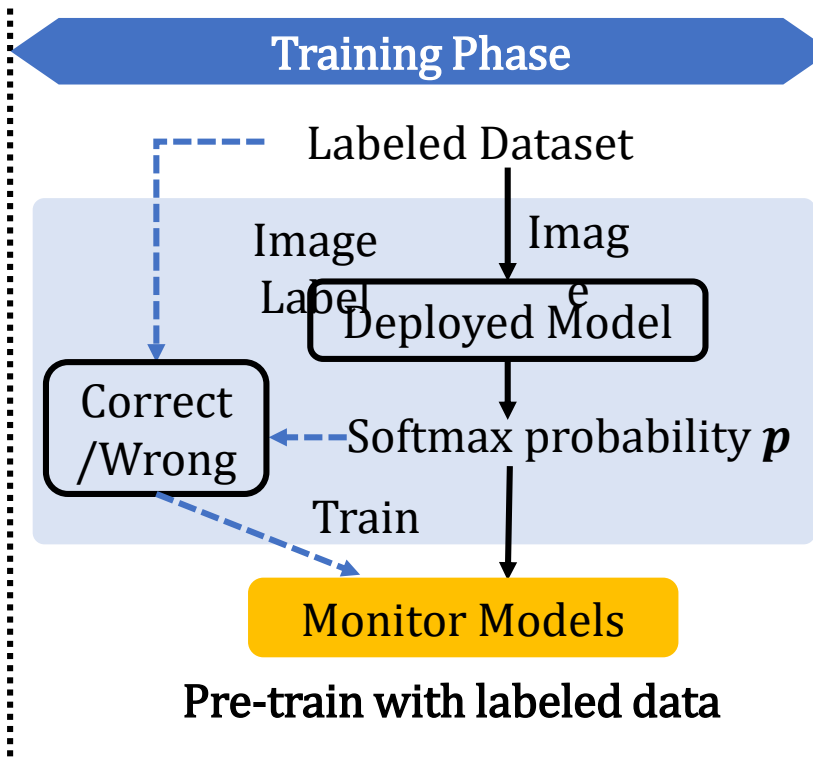 Training Phase
Labeled Dataset
Image
Label
Imag
e
Deployed Model
Correct
/Wrong
Softmax probability p
Train
Monitor Models
Pre-train with labeled data